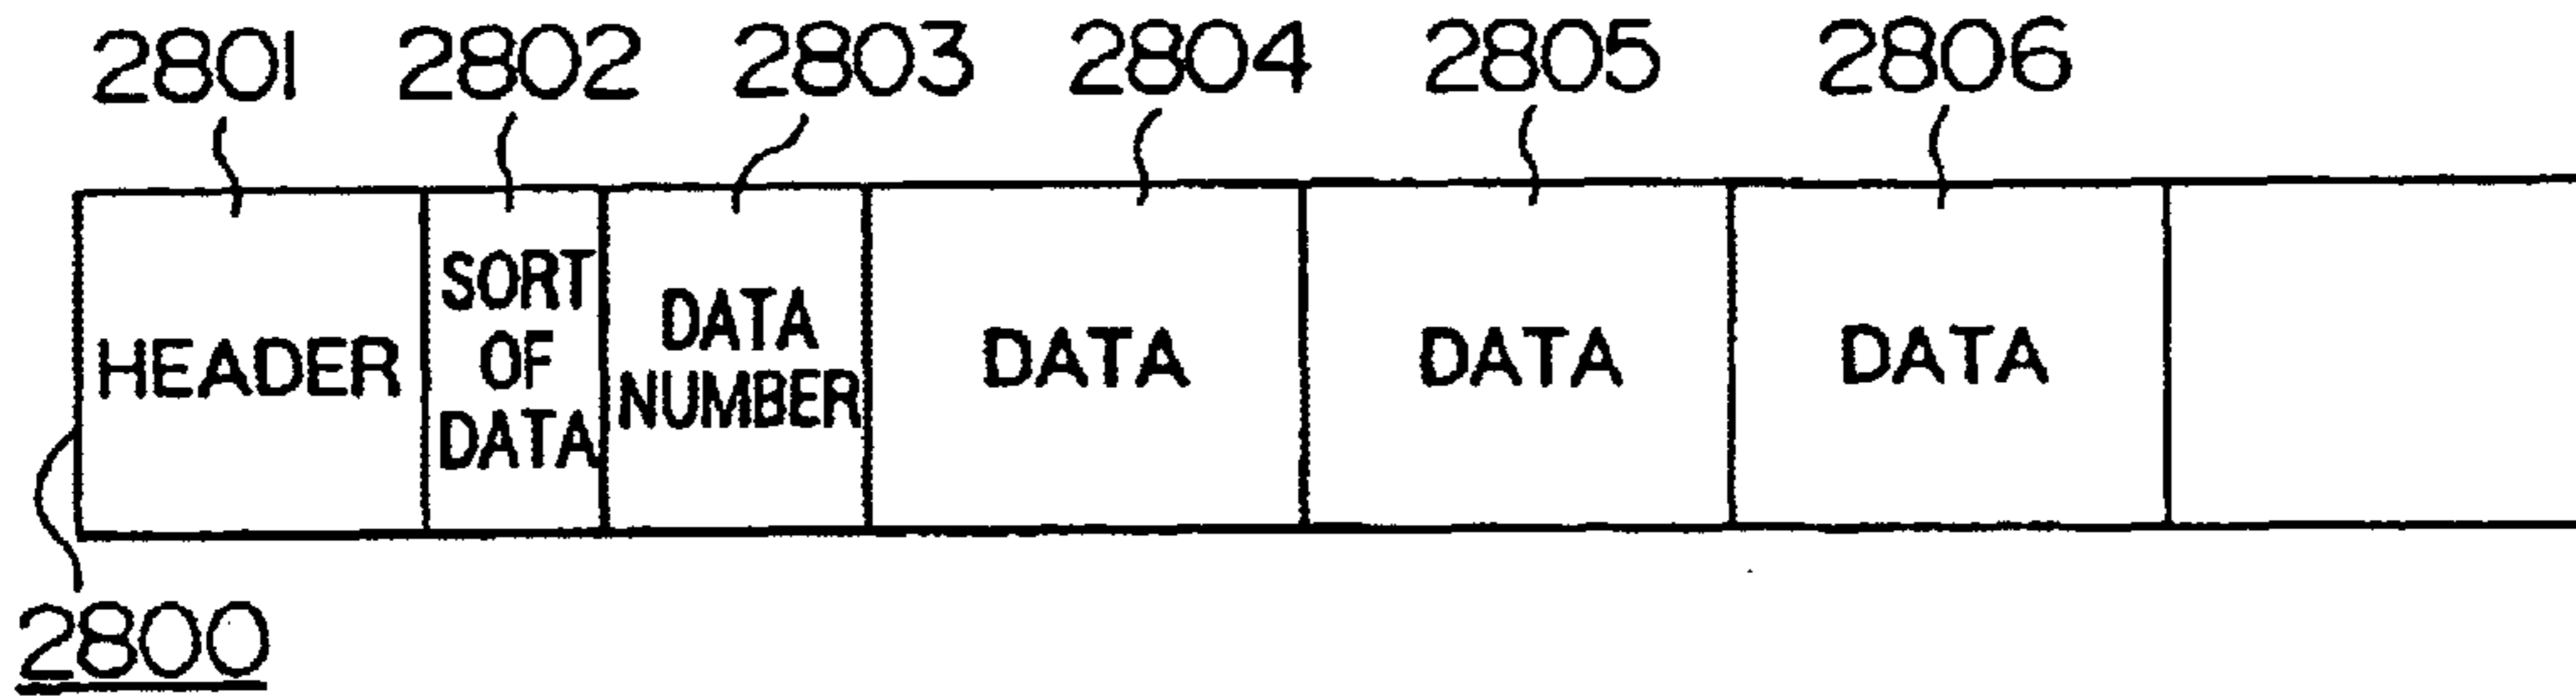 2801 2802 2803 2804 2805 2806
HEADER
SORT
OF
DATA
DATA
NUMBER
DATA
DATA
DATA
2800